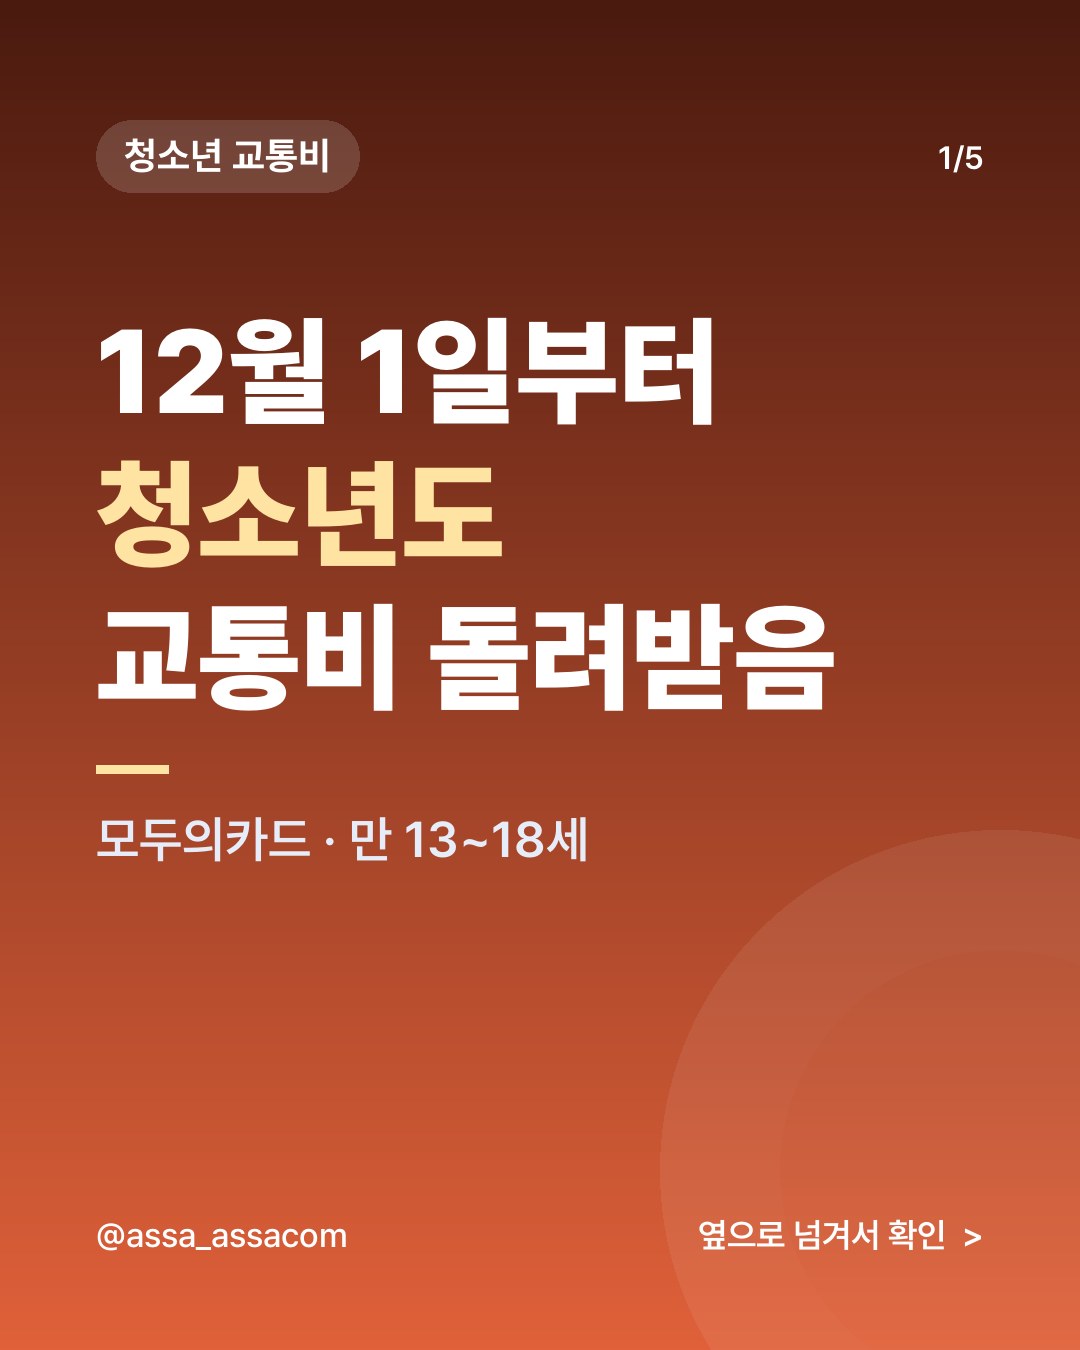 청소년 교통비
1/5
12월 1일부터
청소년도
교통비 돌려받음
모두의카드 · 만 13~18세
@assa_assacom
옆으로 넘겨서 확인 >